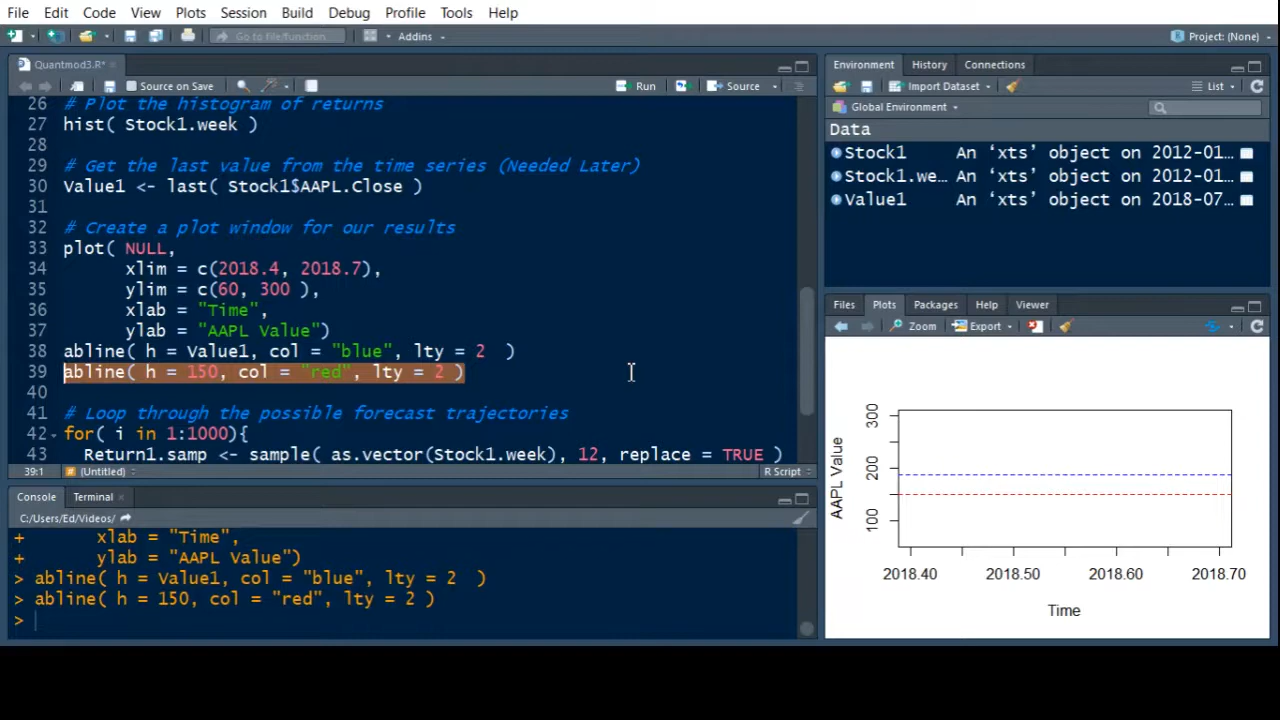 File Edit Code View Plots Session Build Debug Profile Tools Help
Go to file/function Addins Project: (None)
Quantmod3.R*
Source on Save Run Source
26 # Plot the histogram of returns
27 hist( Stock1.week )
28
29 # Get the last value from the time series (Needed Later)
30 Value1 <- last( Stock1$AAPL.Close )
31
32 # Create a plot window for our results
33 plot( NULL,
34 xlim = c(2018.4, 2018.7),
35 ylim = c(60, 300 ),
36 xlab = "Time",
37 ylab = "AAPL Value")
38 abline( h = Value1, col = "blue", lty = 2 )
39 abline( h = 150, col = "red", lty = 2 )
40
41 # Loop through the possible forecast trajectories
42 for( i in 1:1000){
43 Return1.samp <- sample( as.vector(Stock1.week), 12, replace = TRUE )
39:1 # (Untitled) R Script
Console Terminal
C:/Users/Ed/Videos/
+ xlab = "Time",
+ ylab = "AAPL Value")
> abline( h = Value1, col = "blue", lty = 2 )
> abline( h = 150, col = "red", lty = 2 )
>
Environment History Connections
Import Dataset List
Global Environment
Data
Stock1 An ‘xts’ object on 2012-01…
Stock1.we… An ‘xts’ object on 2012-01…
Value1 An ‘xts’ object on 2018-07…
Files Plots Packages Help Viewer
Zoom Export
AAPL Value
300
200
100
2018.40 2018.50 2018.60 2018.70
Time